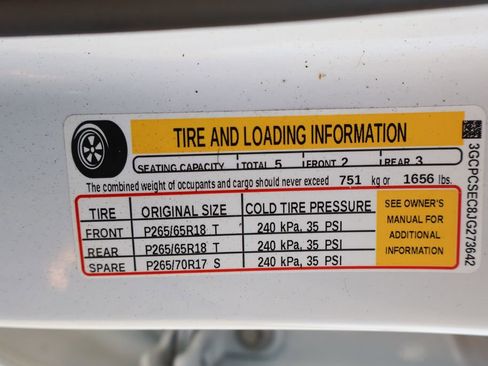 TIRE AND LOADING INFORMATION
SEATING CAPACITY TOTAL 5 FRONT 2 REAR 3
The combined weight of occupants and cargo should never exceed 751 kg or 1656 lbs.
TIRE ORIGINAL SIZE COLD TIRE PRESSURE
FRONT P265/65R18 T 240 kPa, 35 PSI
REAR P265/65R18 T 240 kPa, 35 PSI
SPARE P265/70R17 S 240 kPa, 35 PSI
SEE OWNER'S
MANUAL FOR
ADDITIONAL
INFORMATION
3GCPCSEC8JG273642